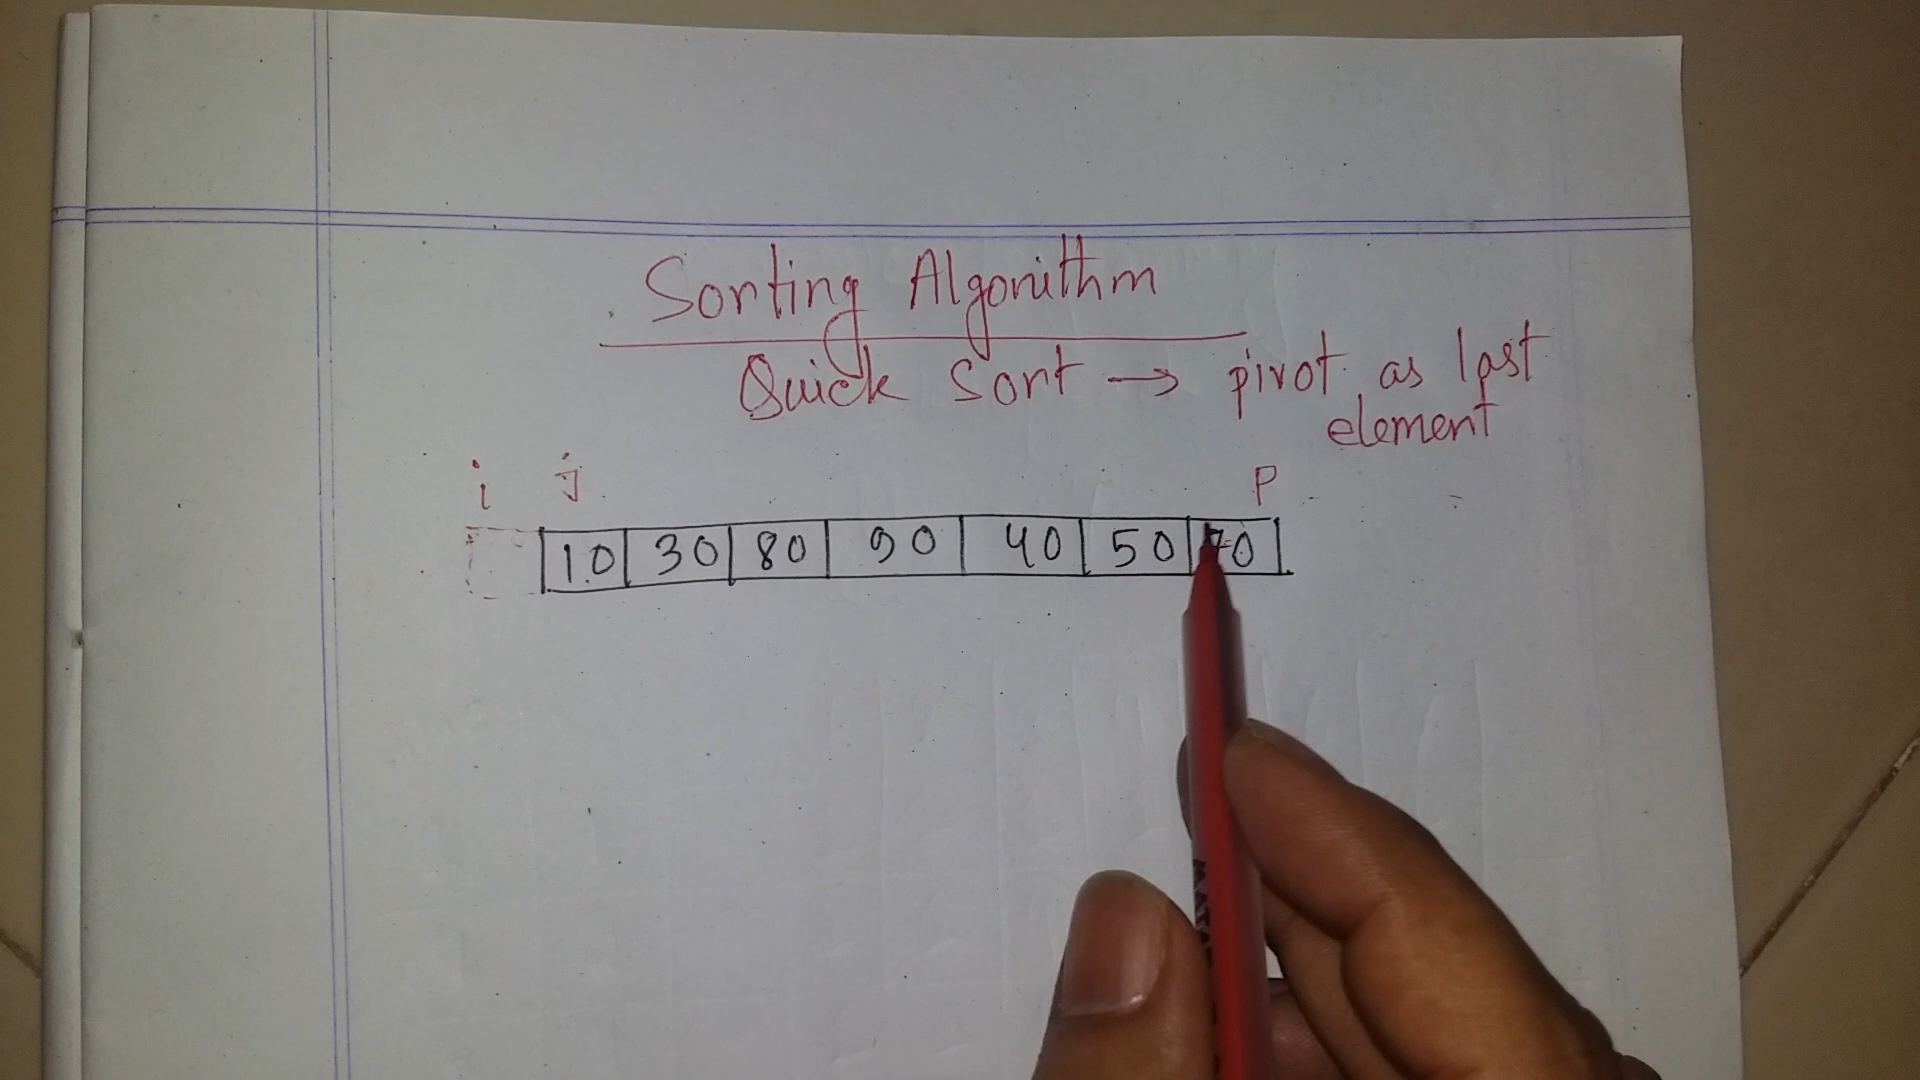 Sorting Algorithm
Quick Sort → pivot as last
element
i j P
10 30 80 90 40 50 70